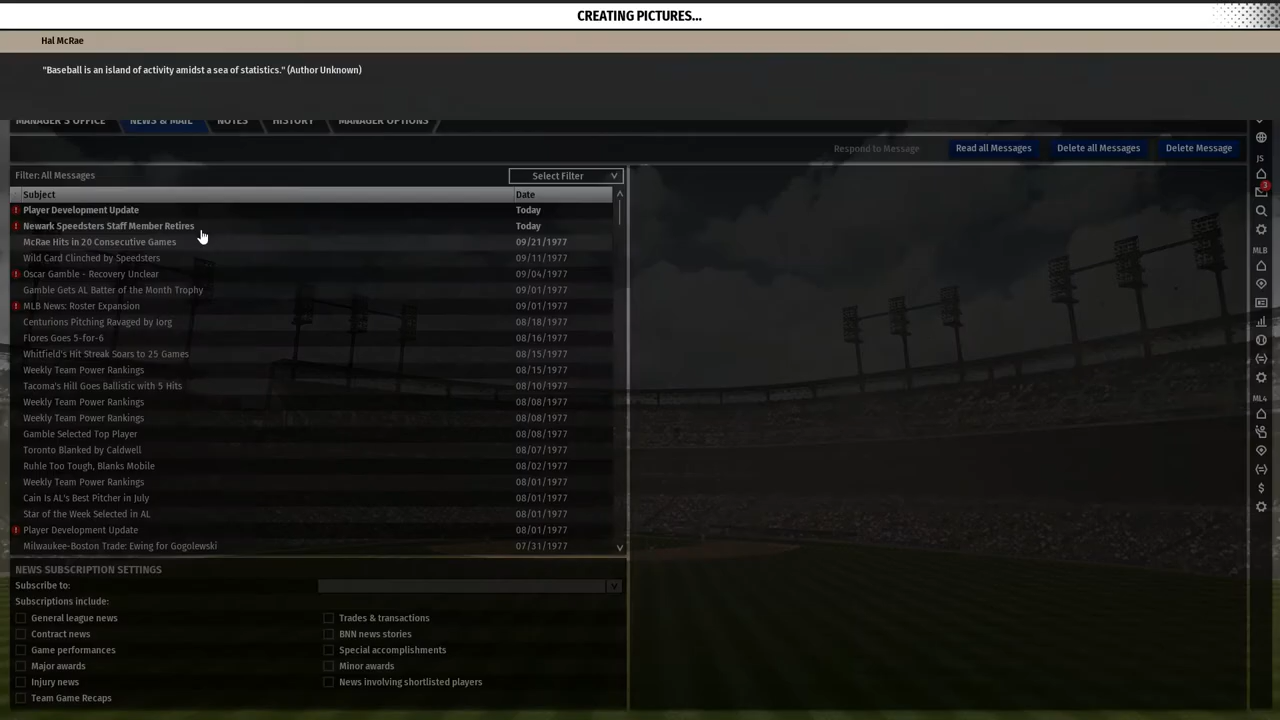 CREATING PICTURES...
Hal McRae
"Baseball is an island of activity amidst a sea of statistics." (Author Unknown)
MANAGER'S OFFICE NEWS & MAIL NOTES HISTORY MANAGER OPTIONS
Respond to Message Read all Messages Delete all Messages Delete Message
Filter: All Messages Select Filter
Subject Date
Player Development Update Today
Newark Speedsters Staff Member Retires Today
McRae Hits in 20 Consecutive Games 09/21/1977
Wild Card Clinched by Speedsters 09/11/1977
Oscar Gamble - Recovery Unclear 09/04/1977
Gamble Gets AL Batter of the Month Trophy 09/01/1977
MLB News: Roster Expansion 09/01/1977
Centurions Pitching Ravaged by Iorg 08/18/1977
Flores Goes 5-for-6 08/16/1977
Whitfield's Hit Streak Soars to 25 Games 08/15/1977
Weekly Team Power Rankings 08/15/1977
Tacoma's Hill Goes Ballistic with 5 Hits 08/10/1977
Weekly Team Power Rankings 08/08/1977
Weekly Team Power Rankings 08/08/1977
Gamble Selected Top Player 08/08/1977
Toronto Blanked by Caldwell 08/07/1977
Ruhle Too Tough, Blanks Mobile 08/02/1977
Weekly Team Power Rankings 08/01/1977
Cain Is AL's Best Pitcher in July 08/01/1977
Star of the Week Selected in AL 08/01/1977
Player Development Update 08/01/1977
Milwaukee-Boston Trade: Ewing for Gogolewski 07/31/1977
NEWS SUBSCRIPTION SETTINGS
Subscribe to:
Subscriptions include:
General league news Trades & transactions
Contract news BNN news stories
Game performances Special accomplishments
Major awards Minor awards
Injury news News involving shortlisted players
Team Game Recaps
JS
3
MLB
ML4
$